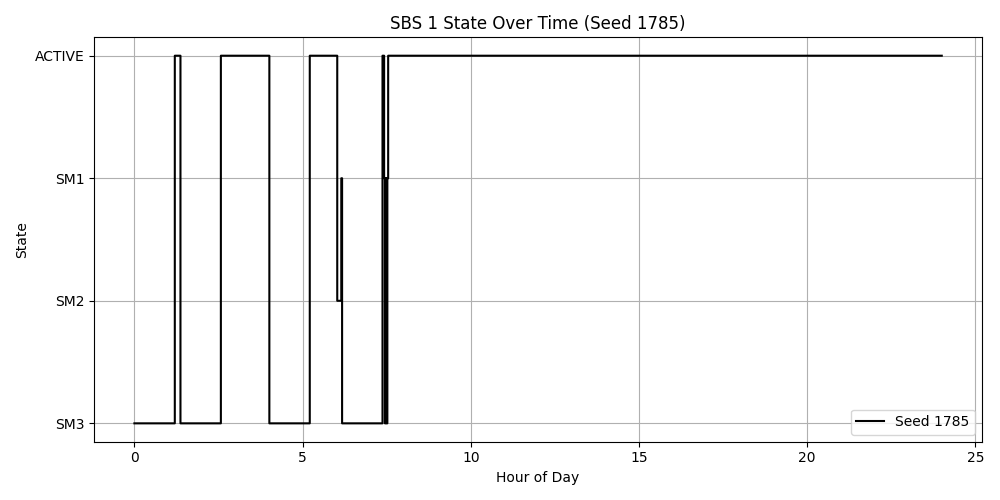 SBS 1 State Over Time (Seed 1785)
ACTIVE
SM1
SM2
SM3
State
0 5 10 15 20 25
Hour of Day
Seed 1785